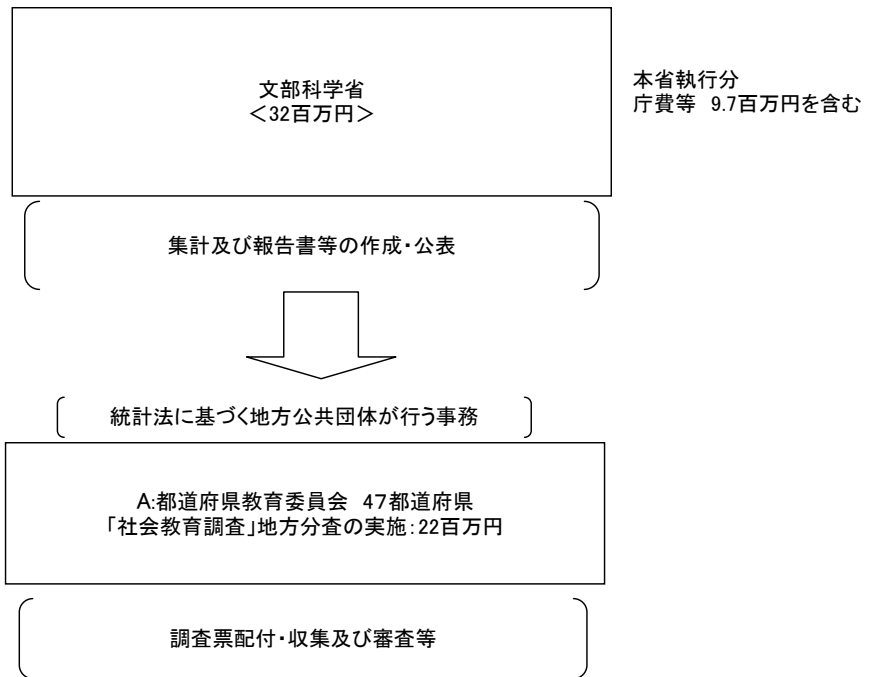 文部科学省
＜32百万円＞
本省執行分
庁費等　9.7百万円を含む
集計及び報告書等の作成・公表
統計法に基づく地方公共団体が行う事務
A:都道府県教育委員会　47都道府県
「社会教育調査」地方分査の実施：22百万円
調査票配付・収集及び審査等